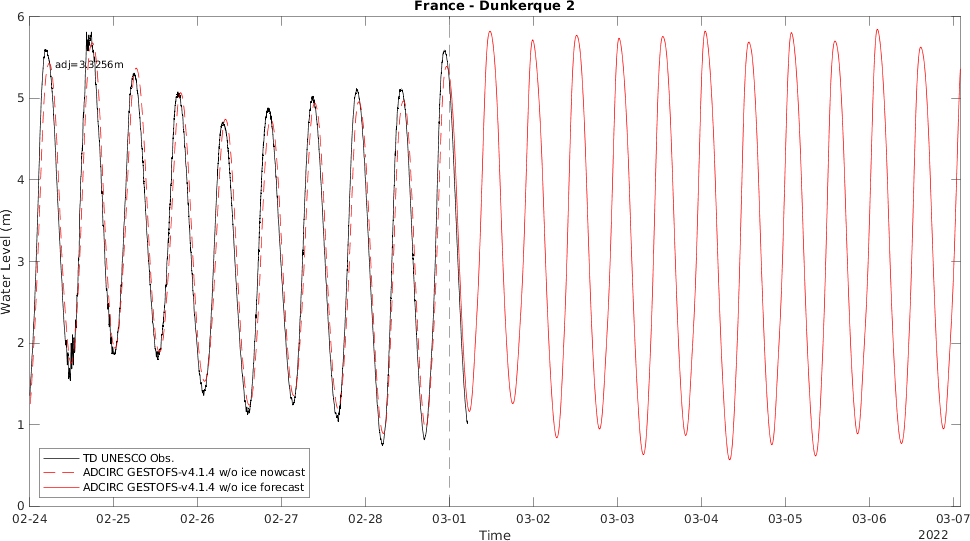 France - Dunkerque 2
adj=3.3256m
Water Level (m)
6
5
4
3
2
1
0
TD UNESCO Obs.
ADCIRC GESTOFS-v4.1.4 w/o ice nowcast
ADCIRC GESTOFS-v4.1.4 w/o ice forecast
02-24 02-25 02-26 02-27 02-28 03-01 03-02 03-03 03-04 03-05 03-06 03-07
Time
2022